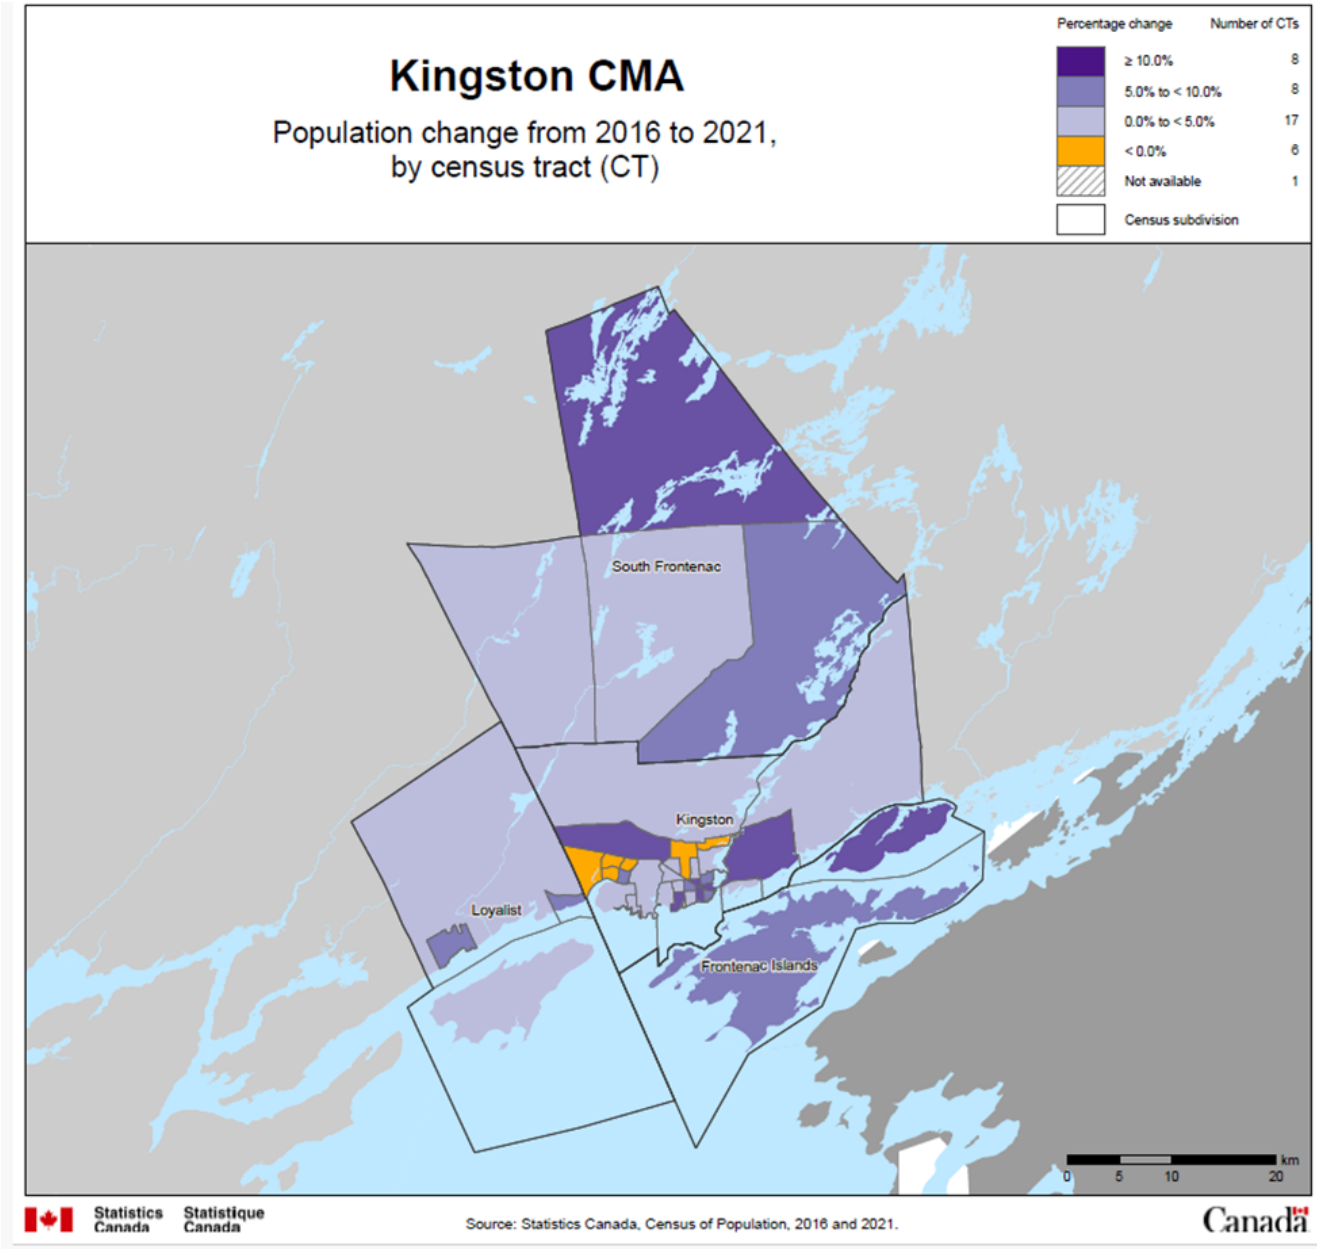 Kingston CMA
Population change from 2016 to 2021,
by census tract (CT)
Percentage change Number of CTs
≥ 10.0% 8
5.0% to < 10.0% 8
0.0% to < 5.0% 17
< 0.0% 6
Not available 1
Census subdivision
South Frontenac
Kingston
Loyalist
Frontenac Islands
km
0 5 10 20
Statistics Statistique
Canada Canada
Source: Statistics Canada, Census of Population, 2016 and 2021.
Canada